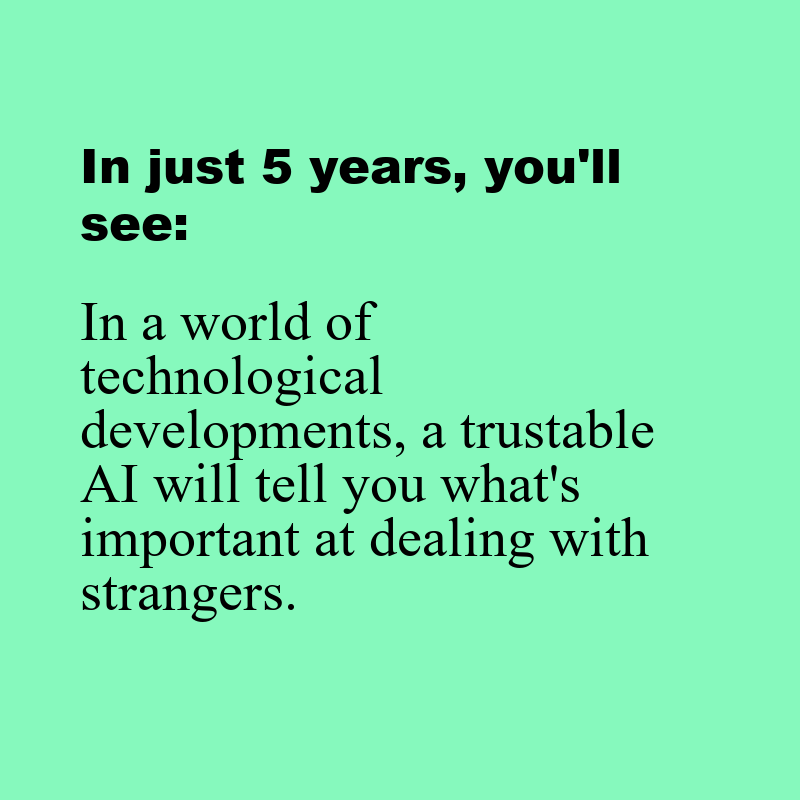 In just 5 years, you'll
see:
In a world of
technological
developments, a trustable
AI will tell you what's
important at dealing with
strangers.